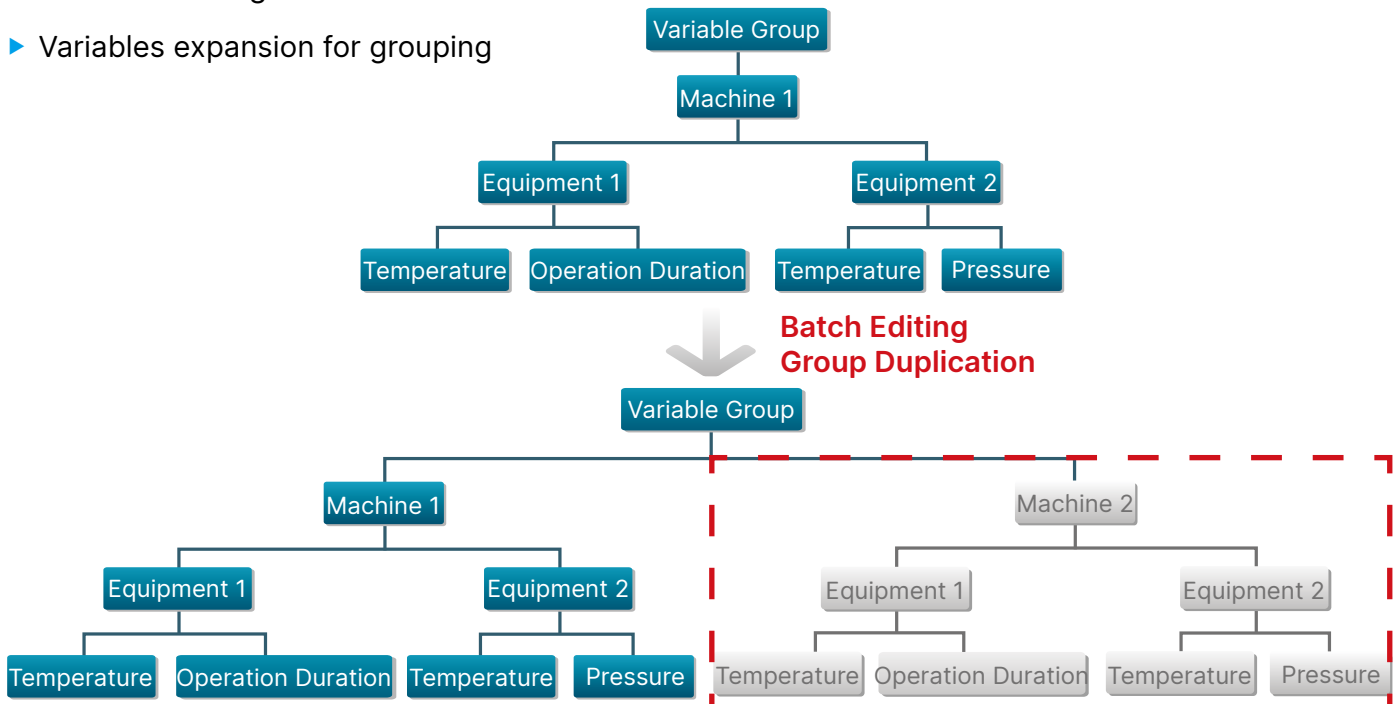 Variable Group
▶ Variables expansion for grouping
Machine 1
Equipment 1 Equipment 2
Temperature Operation Duration Temperature Pressure
Batch Editing
Group Duplication
Variable Group
Machine 1 Machine 2
Equipment 1 Equipment 2 Equipment 1 Equipment 2
Temperature Operation Duration Temperature Pressure Temperature Operation Duration Temperature Pressure